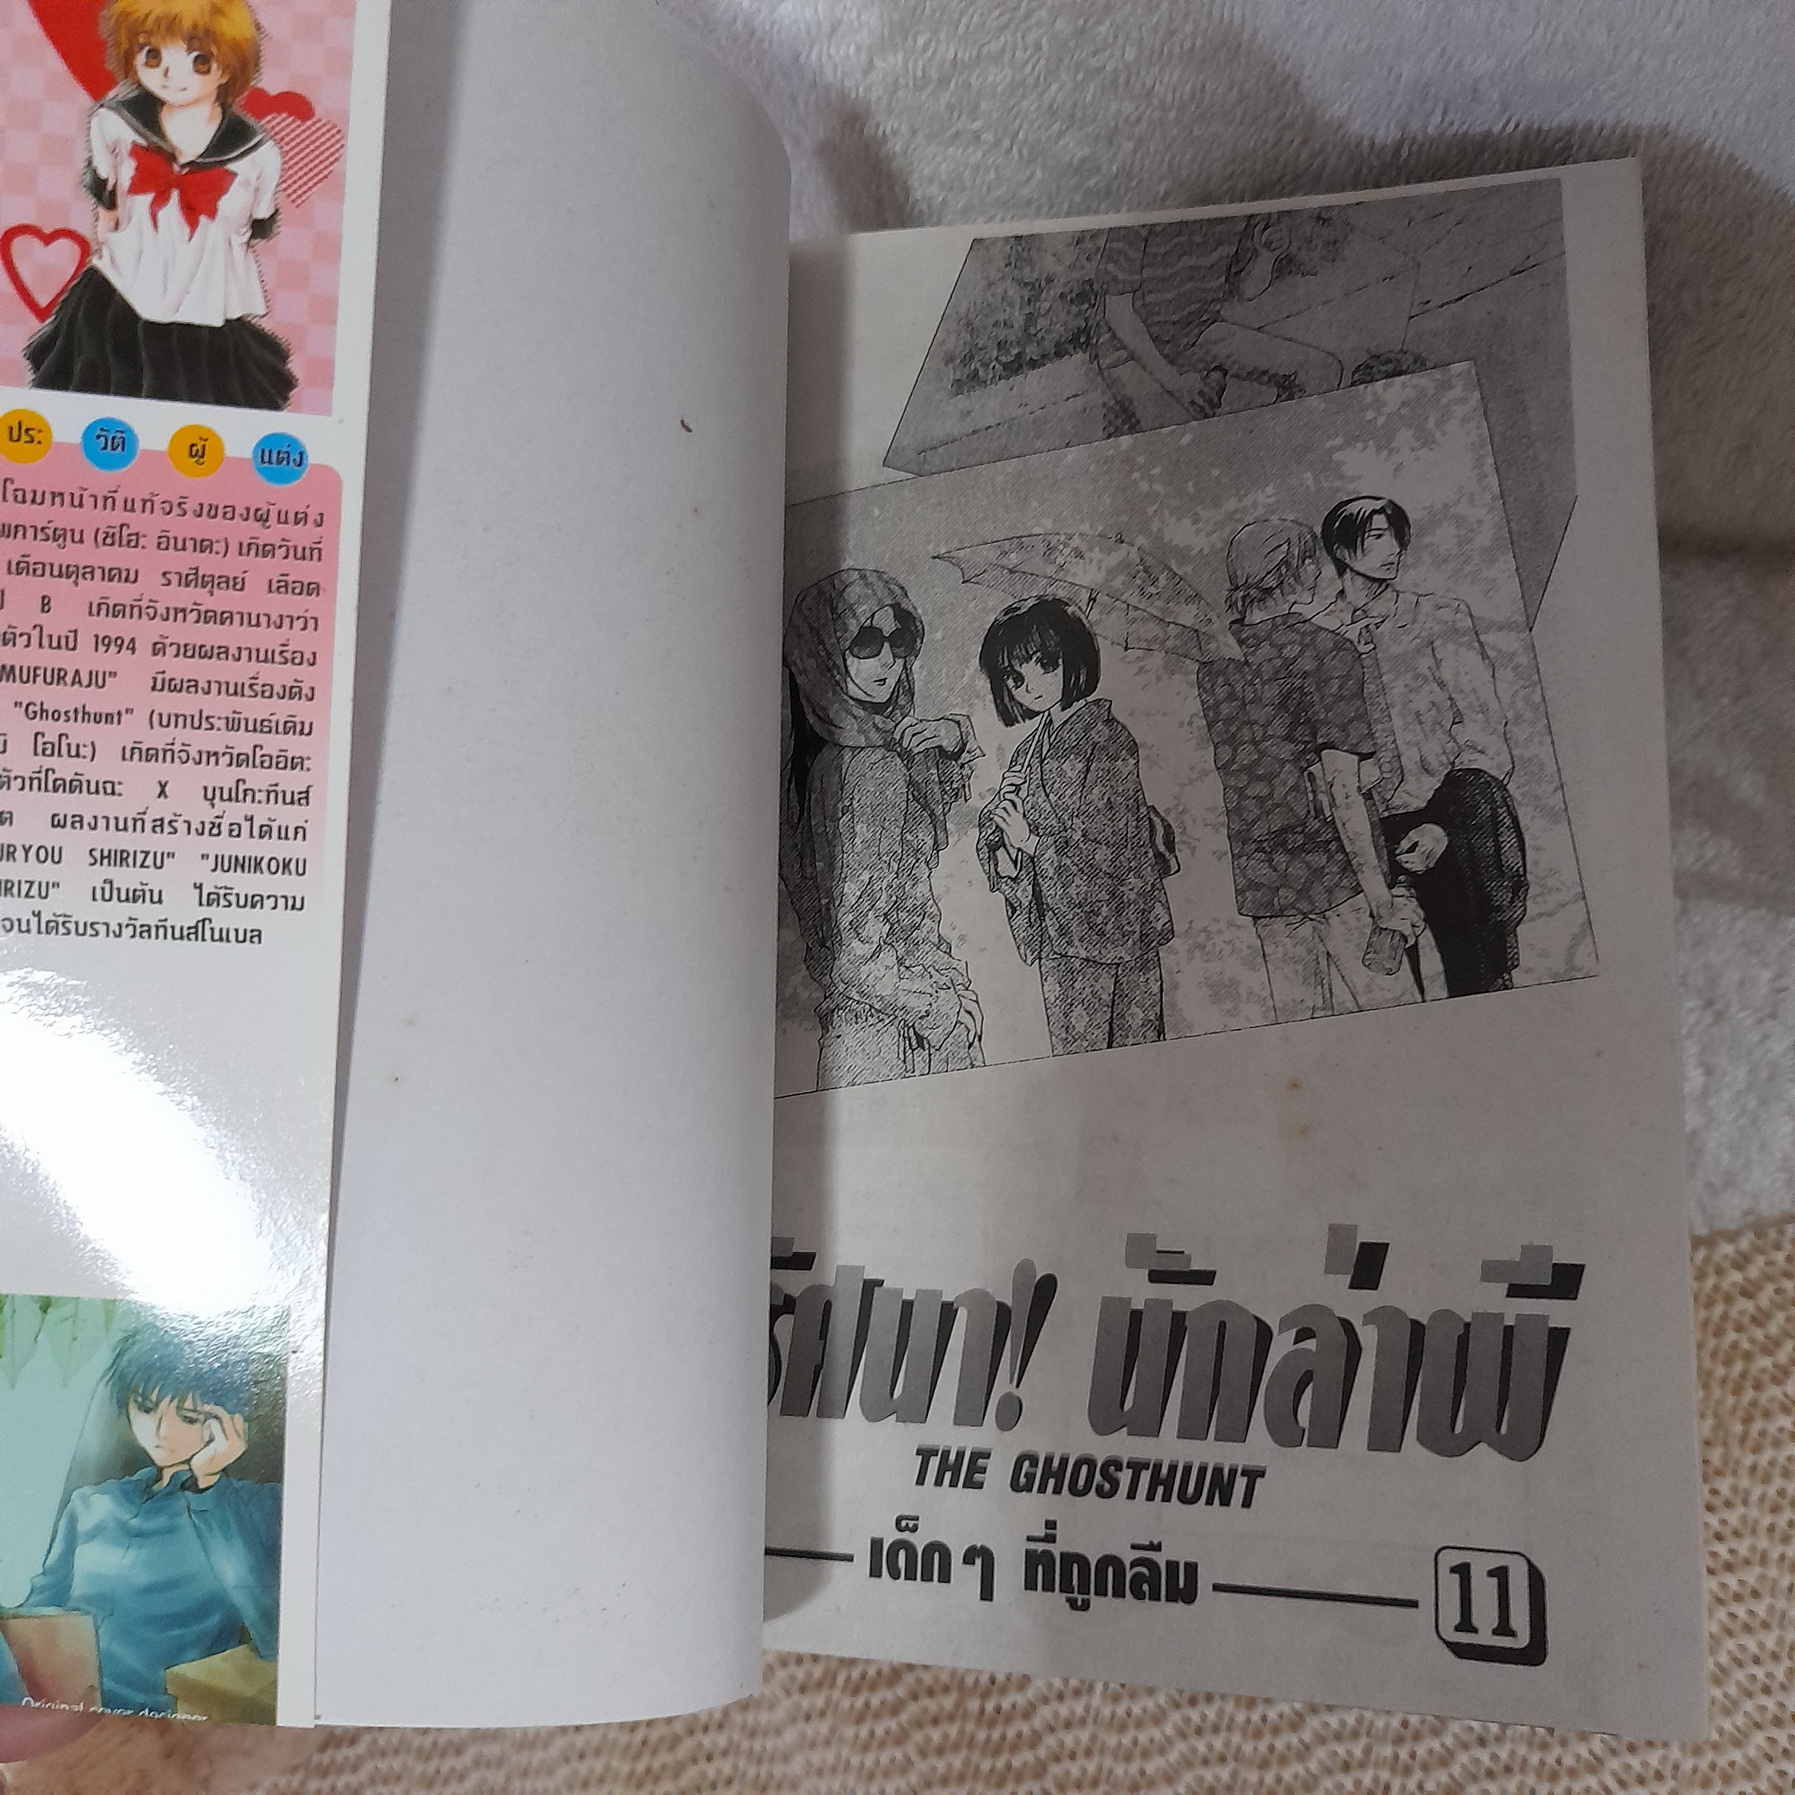 ประ วัติ ผู้ แต่ง
โฉมหน้าที่แท้จริงของผู้แต่ง
การ์ตูน (ชิโฮะ อินาดะ) เกิดวันที่
เดือนตุลาคม ราศีตุลย์ เลือด
B เกิดที่จังหวัดคานางาว่า
ตัวในปี 1994 ด้วยผลงานเรื่อง
MUFURAJU" มีผลงานเรื่องดัง
"Ghosthunt" (บทประพันธ์เดิม
โอโนะ) เกิดที่จังหวัดโออิตะ
ตัวที่โคดันฉะ X บุนโกะทีนส์
ผลงานที่สร้างชื่อได้แก่
URYOU SHIRIZU" "JUNIKOKU
IRIZU" เป็นต้น ได้รับความ
จนได้รับรางวัลทีนส์โนเบล
Original cover designer
ริศนา! นักล่าผี
THE GHOSTHUNT
เด็กๆ ที่ถูกลืม
11